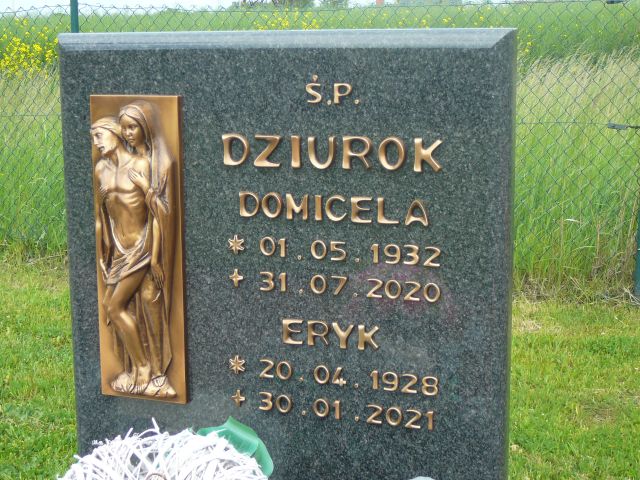 Ś.P.
DZIUROK
DOMICELA
* 01.05.1932
+ 31.07.2020
ERYK
* 20.04.1928
+ 30.01.2021